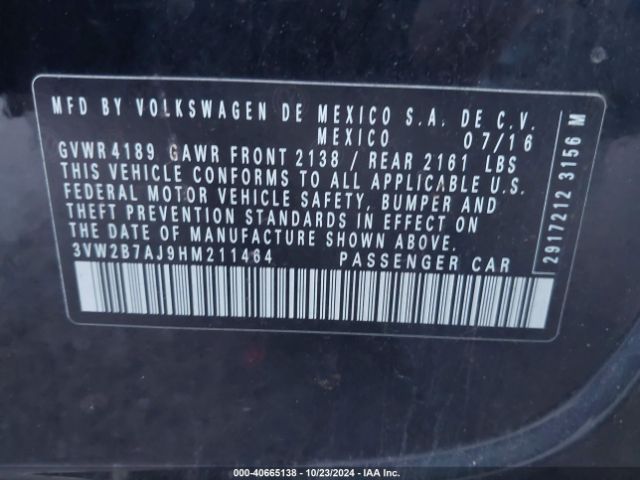 MFD BY VOLKSWAGEN DE MEXICO S.A. DE C.V.
MEXICO 07/16
GVWR 4189 GAWR FRONT 2138 / REAR 2161 LBS
THIS VEHICLE CONFORMS TO ALL APPLICABLE U.S.
FEDERAL MOTOR VEHICLE SAFETY, BUMPER AND
THEFT PREVENTION STANDARDS IN EFFECT ON
THE DATE OF MANUFACTURE SHOWN ABOVE.
3VW2B7AJ9HM211464 PASSENGER CAR
2917212 3156 M
000-40665138 - 10/23/2024 - IAA Inc.